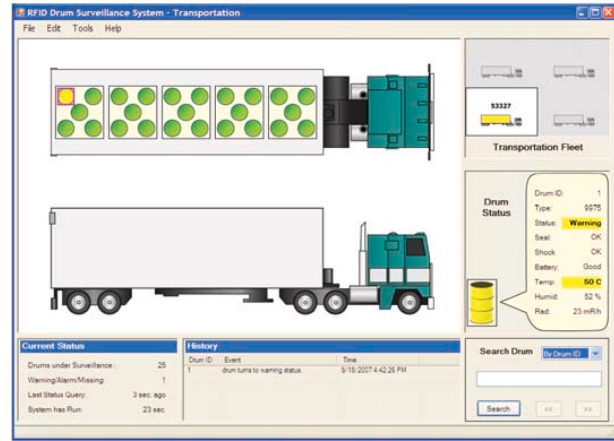 RFID Drum Surveillance System - Transportation
File Edit Tools Help
53327
Transportation Fleet
Drum Status
Drum ID: 1
Type: 9975
Status: Warning
Seal: OK
Shock: OK
Battery: Good
Temp: 50 C
Humid: 52 %
Rad: 23 mR/h
Current Status
Drums under Surveillance : 25
Warning/Alarm/Missing: 1
Last Status Query: 3 sec. ago
System has Run: 23 sec
History
Drum ID Event Time
1 drum turns to warning status. 5/18/2007 4:42:26 PM
Search Drum By Drum ID
Search << >>